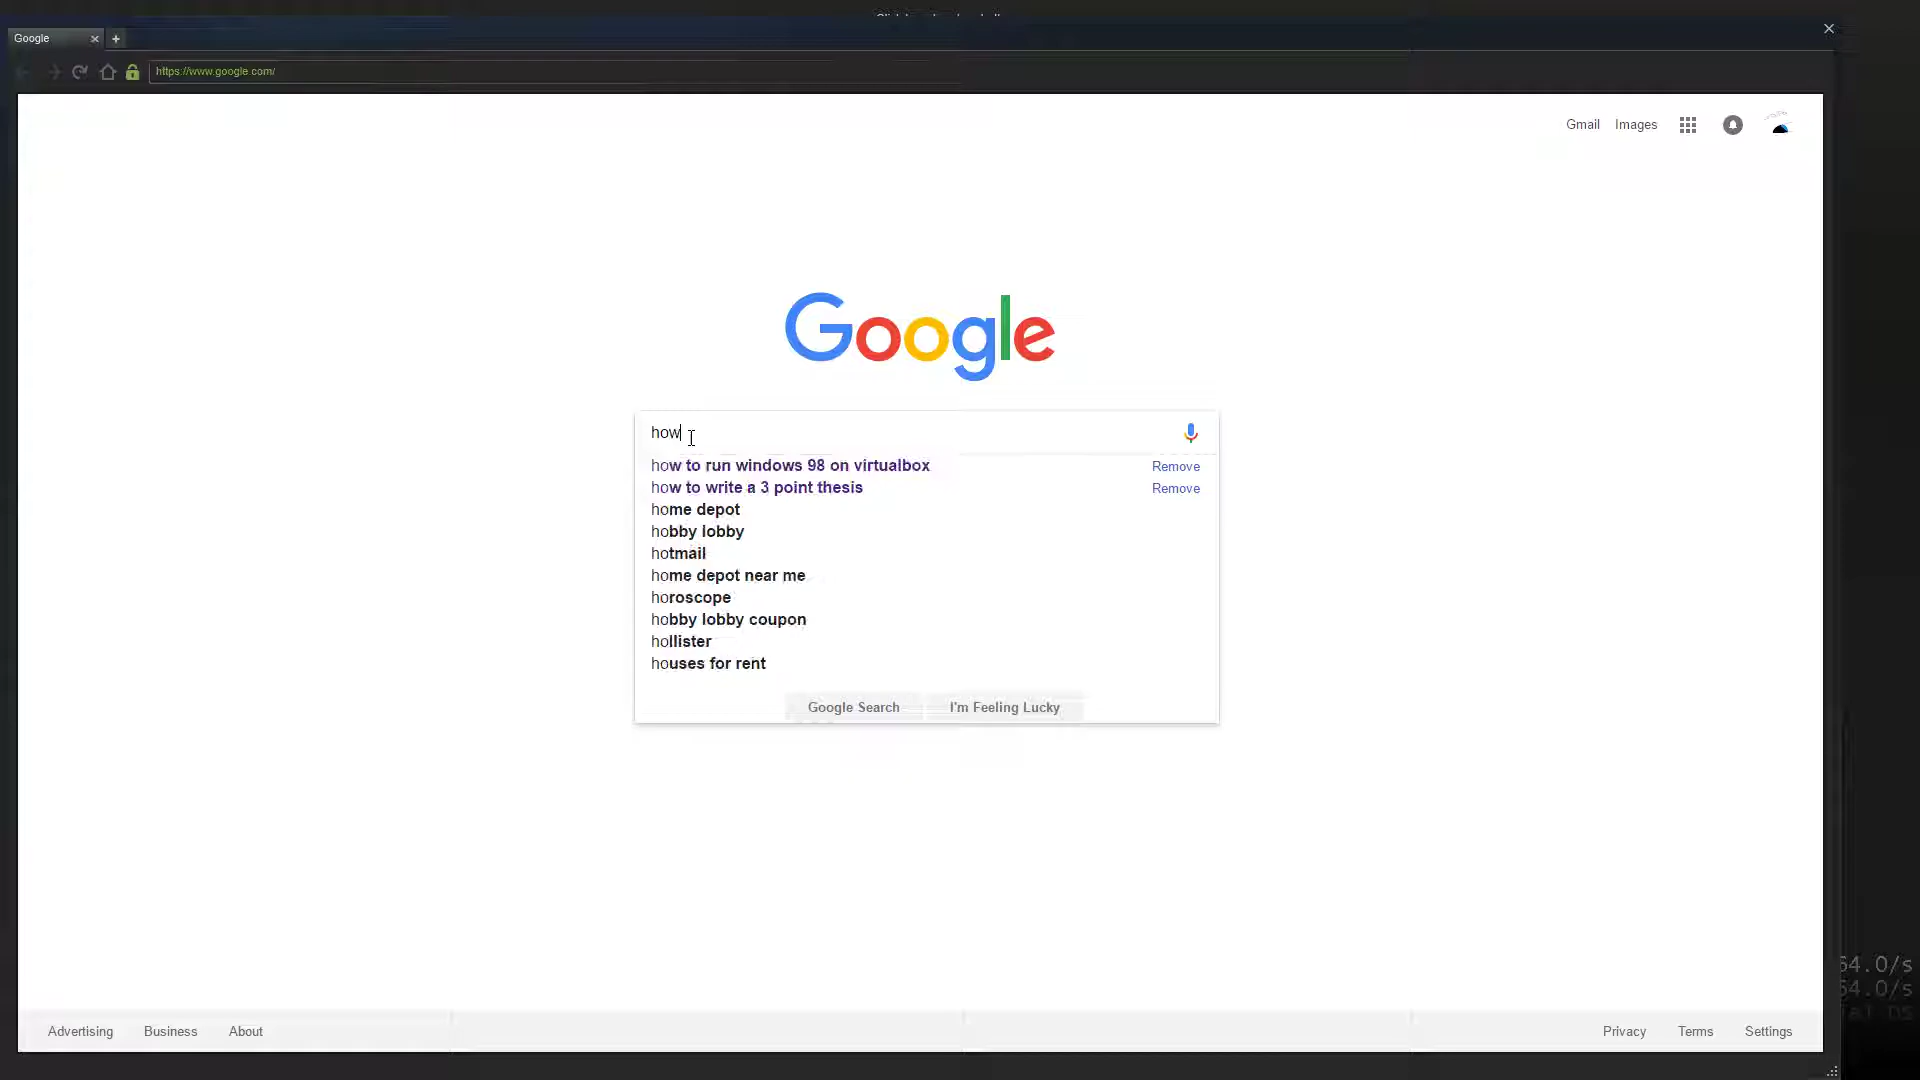 Google
https://www.google.com/
Gmail Images
Google
how
how to run windows 98 on virtualbox Remove
how to write a 3 point thesis Remove
home depot
hobby lobby
hotmail
home depot near me
horoscope
hobby lobby coupon
hollister
houses for rent
Google Search I'm Feeling Lucky
64.0/s
64.0/s
Advertising Business About Privacy Terms Settings